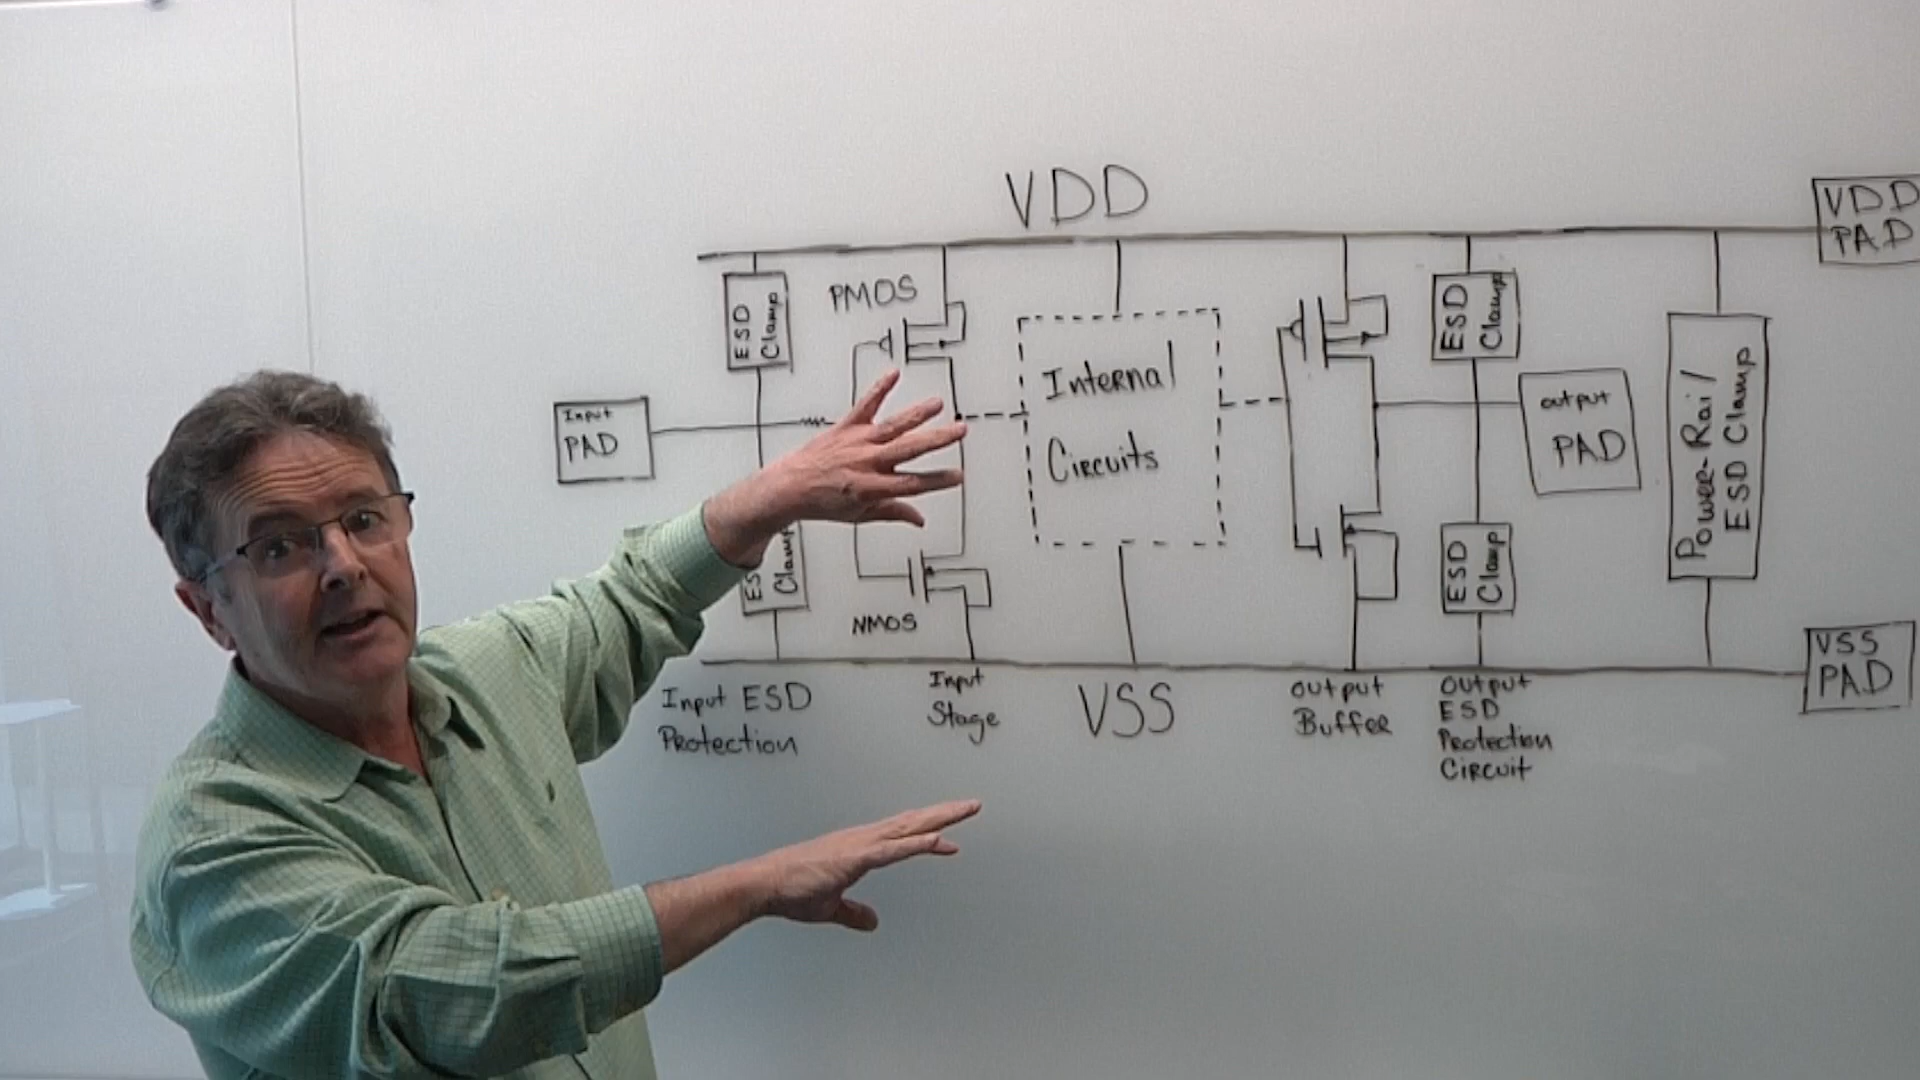 VDD
VDD
PAD
ESD
Clamp
PMOS
ESD
Clamp
Internal
Circuits
Input
PAD
output
PAD
Power-Rail
ESD Clamp
ESD
Clamp
ESD
Clamp
NMOS
VSS
PAD
Input ESD
Protection
Input
Stage
VSS
Output
Buffer
Output
ESD
Protection
Circuit